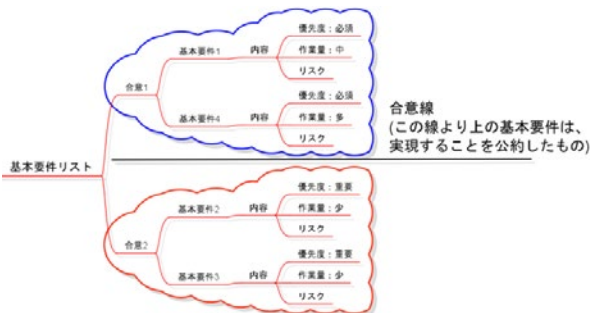 優先度：必須
基本要件1
内容
作業量：中
リスク
合意1
優先度：必須
基本要件4
内容
作業量：多
リスク
合意線
(この線より上の基本要件は、
実現することを公約したもの)
基本要件リスト
優先度：重要
基本要件2
内容
作業量：少
リスク
合意2
優先度：重要
基本要件3
内容
作業量：少
リスク